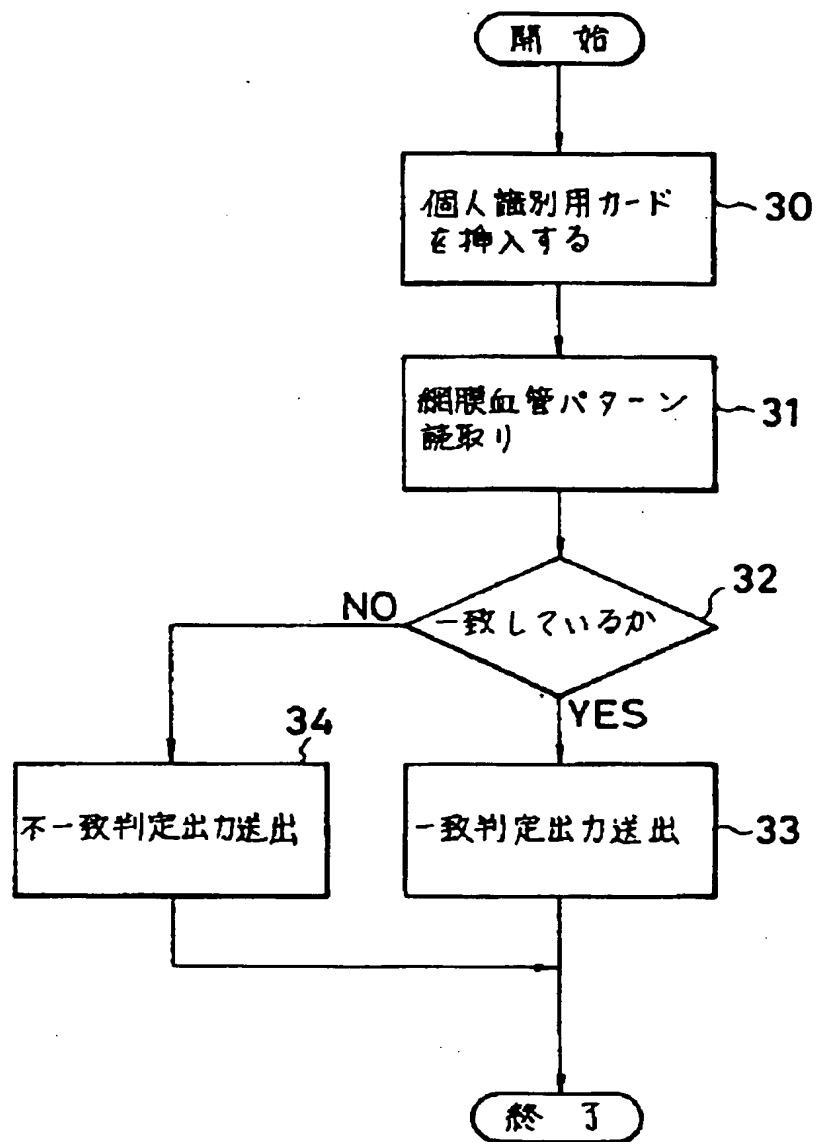 開 始
個人識別用カード
を挿入する
30
網膜血管パターン
読取り
31
32
一致しているか
NO
YES
34
不一致判定出力送出
一致判定出力送出
33
終 了